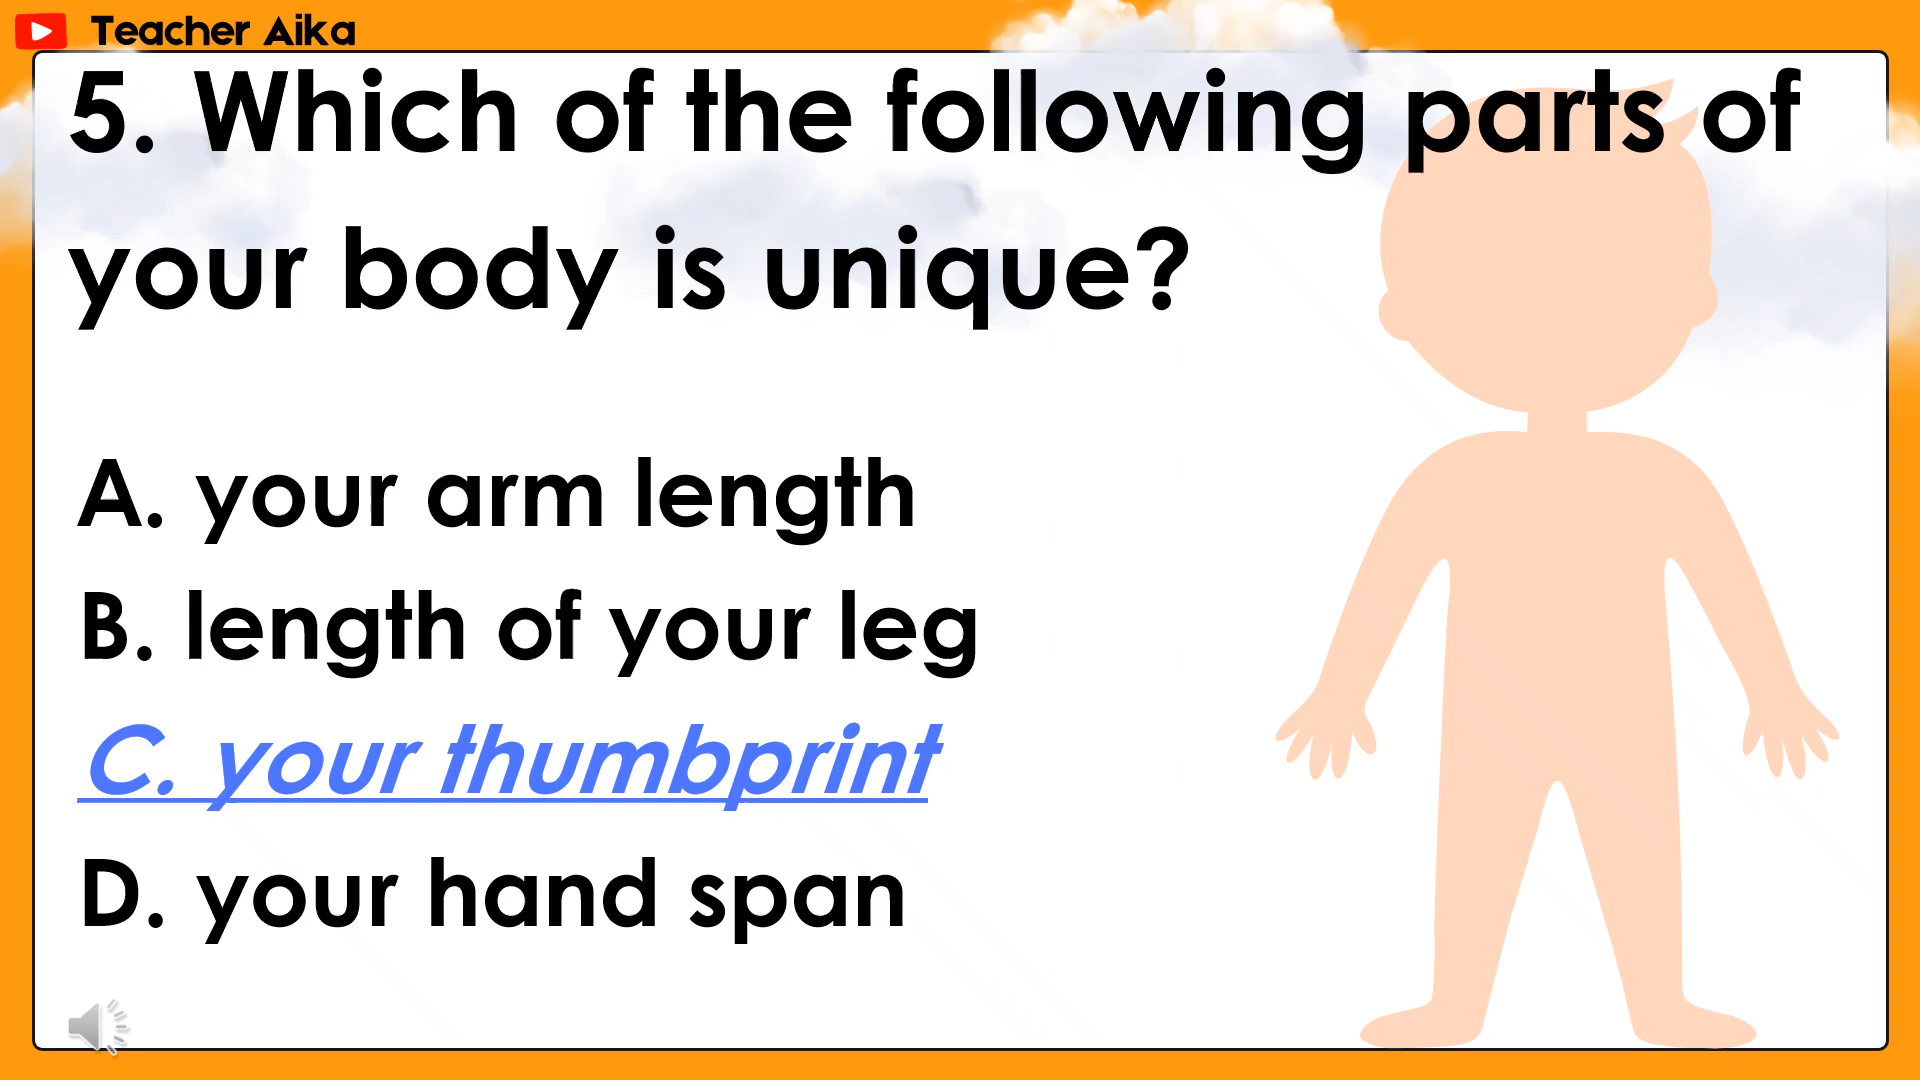 Teacher Aika
5. Which of the following parts of
your body is unique?
A. your arm length
B. length of your leg
C. your thumbprint
D. your hand span